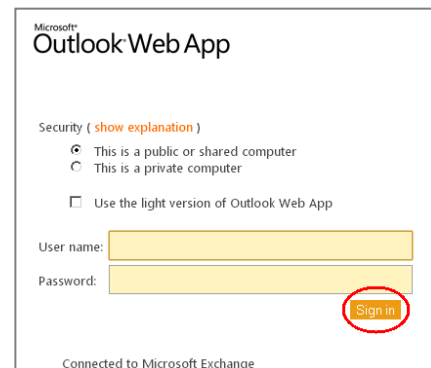 Microsoft®
Outlook Web App
Security ( show explanation )
This is a public or shared computer
This is a private computer
Use the light version of Outlook Web App
User name:
Password:
Sign in
Connected to Microsoft Exchange